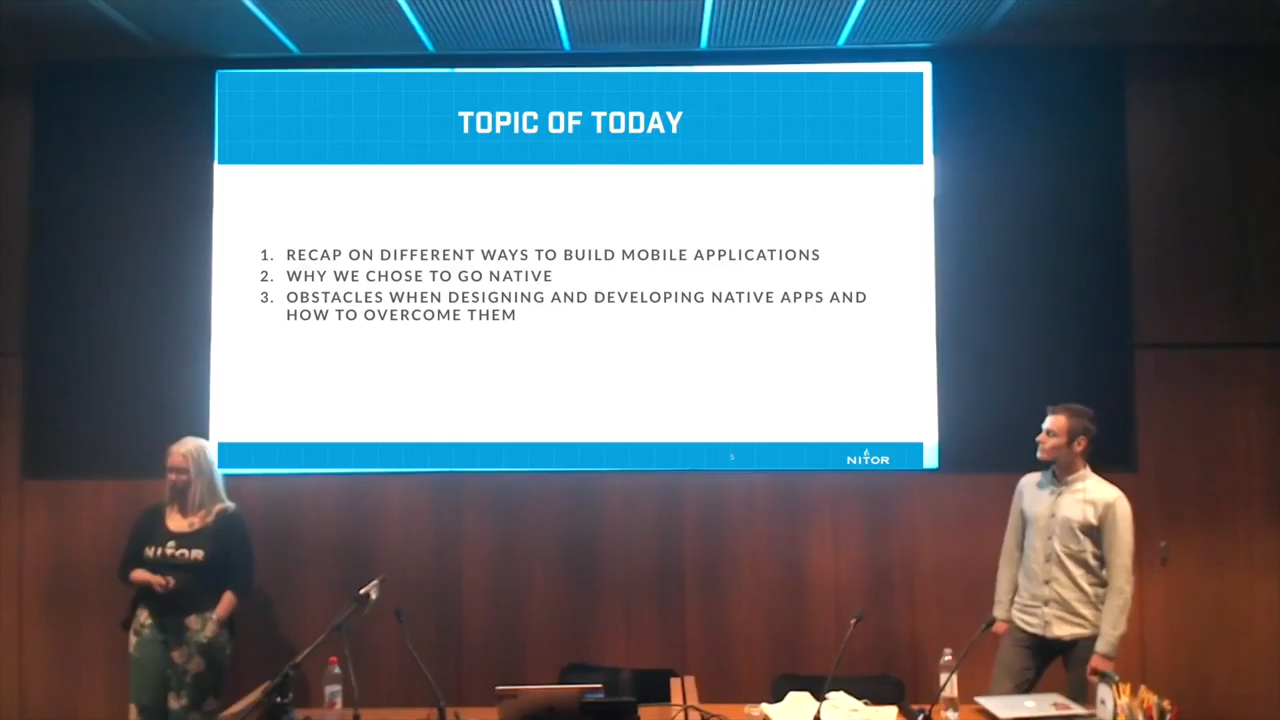 TOPIC OF TODAY
1. RECAP ON DIFFERENT WAYS TO BUILD MOBILE APPLICATIONS
2. WHY WE CHOSE TO GO NATIVE
3. OBSTACLES WHEN DESIGNING AND DEVELOPING NATIVE APPS AND
HOW TO OVERCOME THEM
5
NITOR
NITOR